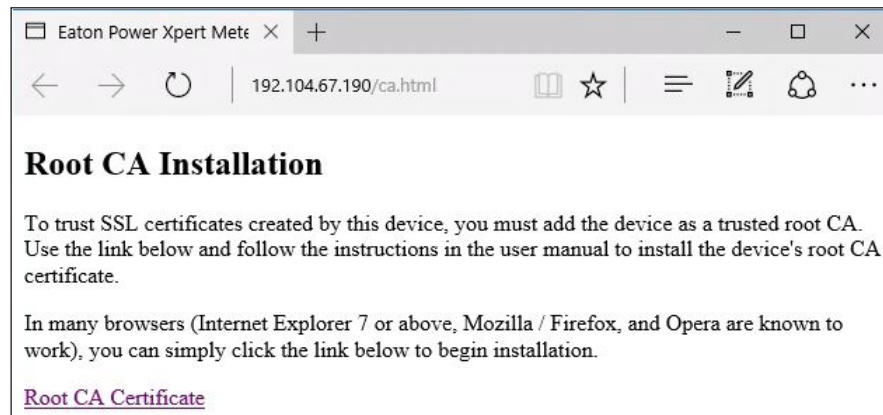 Eaton Power Xpert Mete
192.104.67.190/ca.html
Root CA Installation
To trust SSL certificates created by this device, you must add the device as a trusted root CA.
Use the link below and follow the instructions in the user manual to install the device's root CA
certificate.
In many browsers (Internet Explorer 7 or above, Mozilla / Firefox, and Opera are known to
work), you can simply click the link below to begin installation.
Root CA Certificate